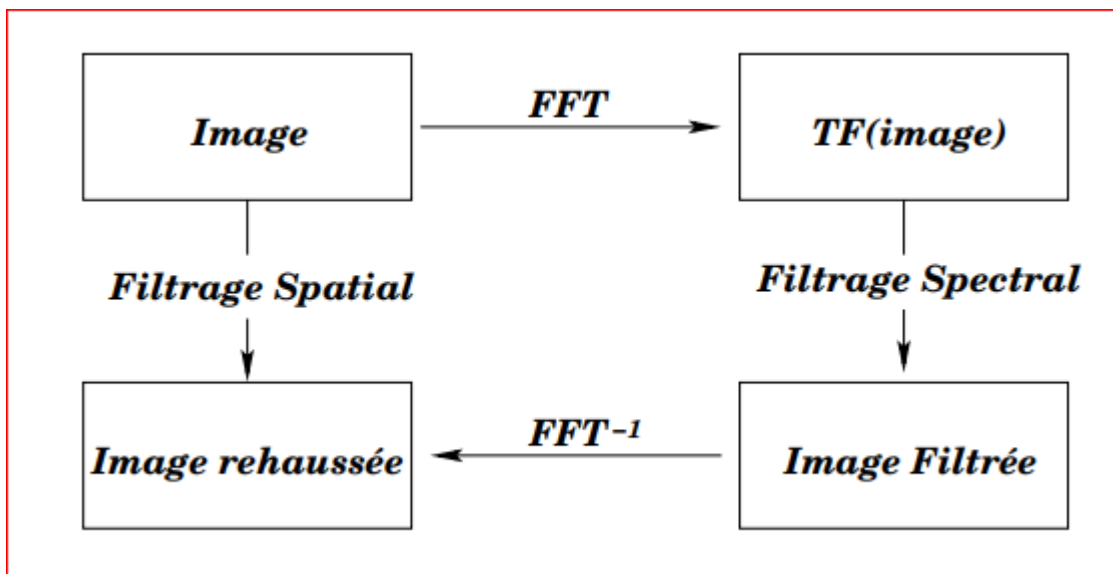 Image
FFT
TF(image)
Filtrage Spatial
Filtrage Spectral
Image rehaussée
FFT⁻¹
Image Filtrée